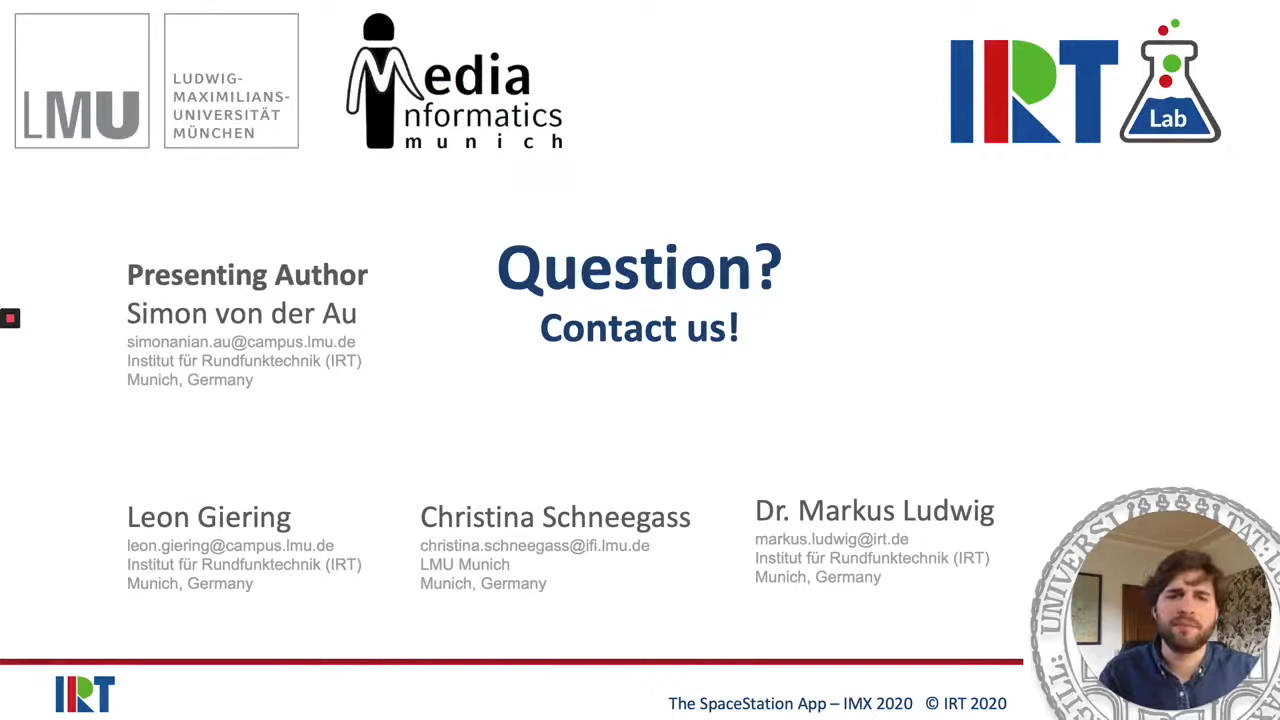 LMU
LUDWIG-
MAXIMILIANS-
UNIVERSITÄT
MÜNCHEN
Media
Informatics
munich
IRT
Lab
Question?
Contact us!
Presenting Author
Simon von der Au
simonanian.au@campus.lmu.de
Institut für Rundfunktechnik (IRT)
Munich, Germany
Leon Giering
leon.giering@campus.lmu.de
Institut für Rundfunktechnik (IRT)
Munich, Germany
Christina Schneegass
christina.schneegass@ifi.lmu.de
LMU Munich
Munich, Germany
Dr. Markus Ludwig
markus.ludwig@irt.de
Institut für Rundfunktechnik (IRT)
Munich, Germany
IRT
The SpaceStation App – IMX 2020 © IRT 2020